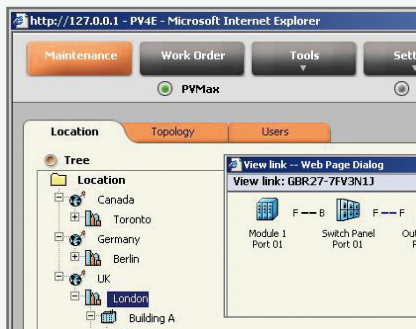 http://127.0.0.1 - PV4E - Microsoft Internet Explorer
Maintenance Work Order Tools
PVMax
Location Topology Users
Tree
Location
Canada
Toronto
Germany
Berlin
UK
London
Building A
View link -- Web Page Dialog
View link: GBR27-7FV3N1J
F -- B F -- F
Module 1 Switch Panel
Port 01 Port 01